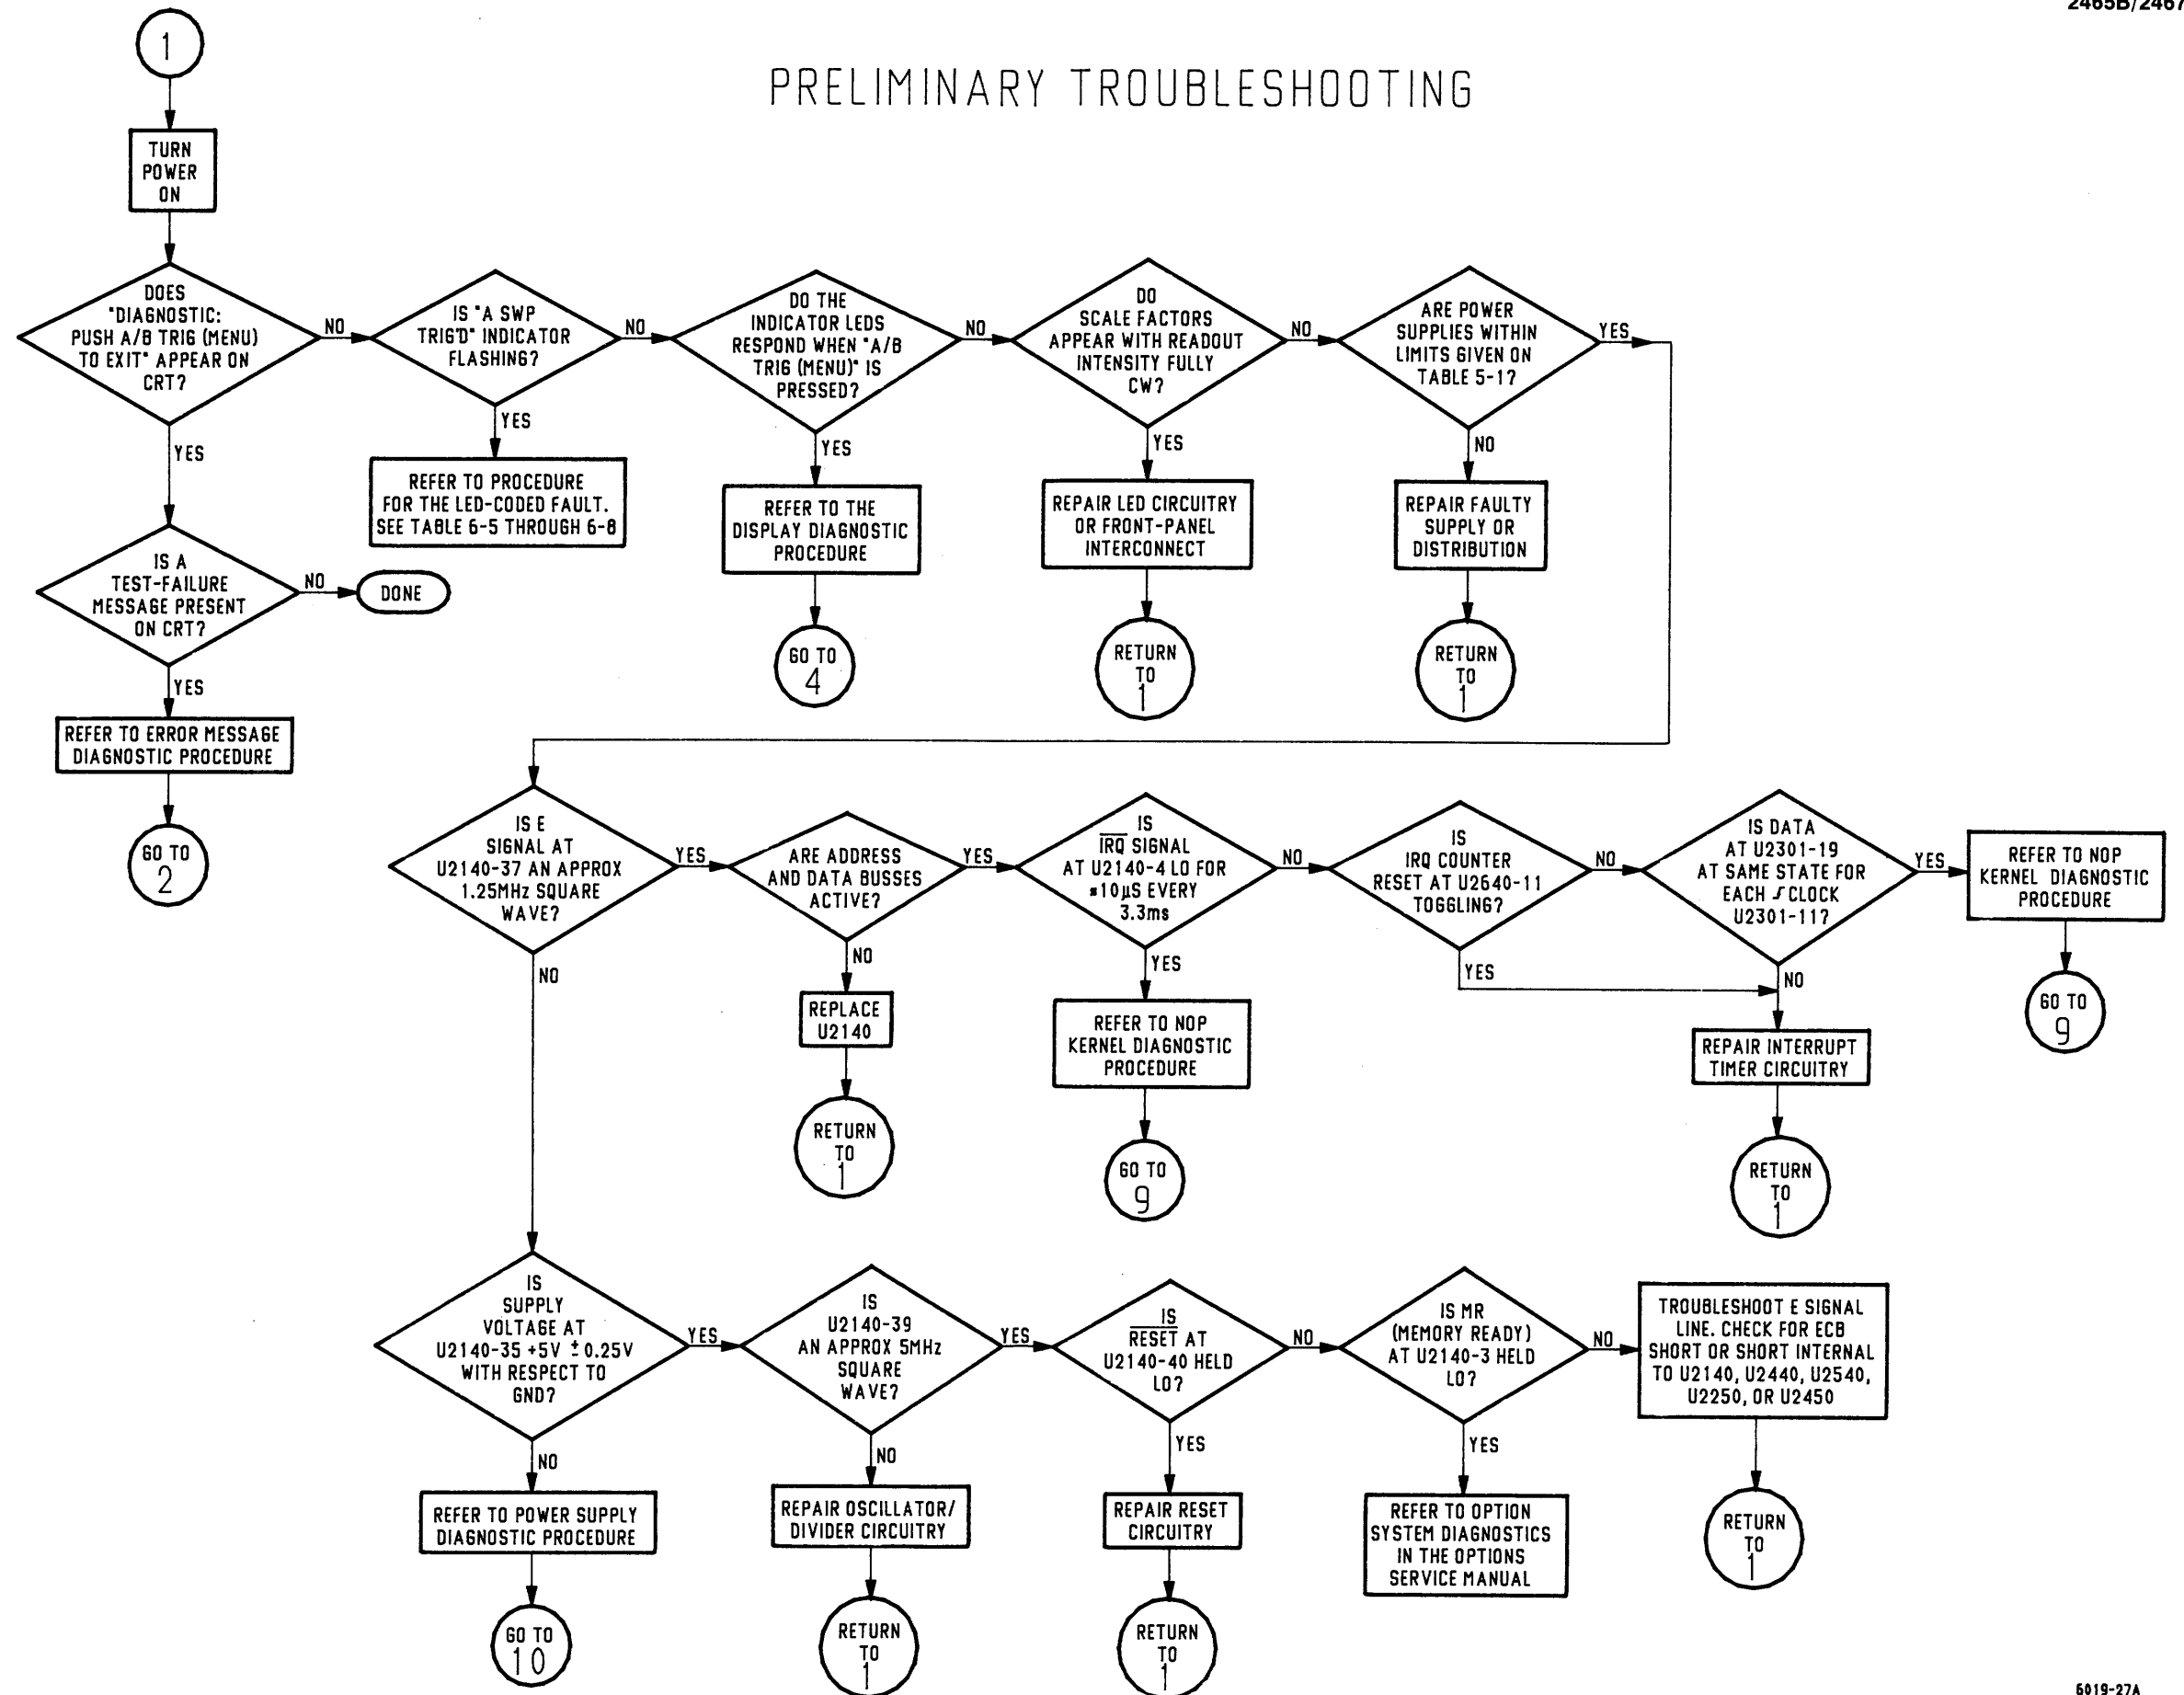 2465B/2467
1
PRELIMINARY TROUBLESHOOTING
TURN
POWER
ON
DOES
"DIAGNOSTIC:
PUSH A/B TRIG (MENU)
TO EXIT" APPEAR ON
CRT?
NO
YES
IS "A SWP
TRIG'D" INDICATOR
FLASHING?
NO
YES
DO THE
INDICATOR LEDS
RESPOND WHEN "A/B
TRIG (MENU)" IS
PRESSED?
NO
YES
DO
SCALE FACTORS
APPEAR WITH READOUT
INTENSITY FULLY
CW?
NO
YES
ARE POWER
SUPPLIES WITHIN
LIMITS GIVEN ON
TABLE 5-1?
YES
NO
REFER TO PROCEDURE
FOR THE LED-CODED FAULT.
SEE TABLE 6-5 THROUGH 6-8
REFER TO THE
DISPLAY DIAGNOSTIC
PROCEDURE
REPAIR LED CIRCUITRY
OR FRONT-PANEL
INTERCONNECT
REPAIR FAULTY
SUPPLY OR
DISTRIBUTION
IS A
TEST-FAILURE
MESSAGE PRESENT
ON CRT?
NO
DONE
YES
GO TO
4
RETURN
TO
1
RETURN
TO
1
REFER TO ERROR MESSAGE
DIAGNOSTIC PROCEDURE
GO TO
2
IS E
SIGNAL AT
U2140-37 AN APPROX
1.25MHz SQUARE
WAVE?
YES
NO
ARE ADDRESS
AND DATA BUSSES
ACTIVE?
YES
NO
IS
IRQ SIGNAL
AT U2140-4 LO FOR
≈10µS EVERY
3.3ms
NO
YES
IS
IRQ COUNTER
RESET AT U2640-11
TOGGLING?
NO
YES
IS DATA
AT U2301-19
AT SAME STATE FOR
EACH ⨍ CLOCK
U2301-11?
YES
NO
REFER TO NOP
KERNEL DIAGNOSTIC
PROCEDURE
REPLACE
U2140
REFER TO NOP
KERNEL DIAGNOSTIC
PROCEDURE
REPAIR INTERRUPT
TIMER CIRCUITRY
GO TO
9
RETURN
TO
1
GO TO
9
RETURN
TO
1
IS
SUPPLY
VOLTAGE AT
U2140-35 +5V ±0.25V
WITH RESPECT TO
GND?
YES
NO
IS
U2140-39
AN APPROX 5MHz
SQUARE
WAVE?
YES
NO
IS
RESET AT
U2140-40 HELD
LO?
NO
YES
IS MR
(MEMORY READY)
AT U2140-3 HELD
LO?
NO
YES
TROUBLESHOOT E SIGNAL
LINE. CHECK FOR ECB
SHORT OR SHORT INTERNAL
TO U2140, U2440, U2540,
U2250, OR U2450
REFER TO POWER SUPPLY
DIAGNOSTIC PROCEDURE
REPAIR OSCILLATOR/
DIVIDER CIRCUITRY
REPAIR RESET
CIRCUITRY
REFER TO OPTION
SYSTEM DIAGNOSTICS
IN THE OPTIONS
SERVICE MANUAL
RETURN
TO
1
GO TO
10
RETURN
TO
1
RETURN
TO
1
6019-27A